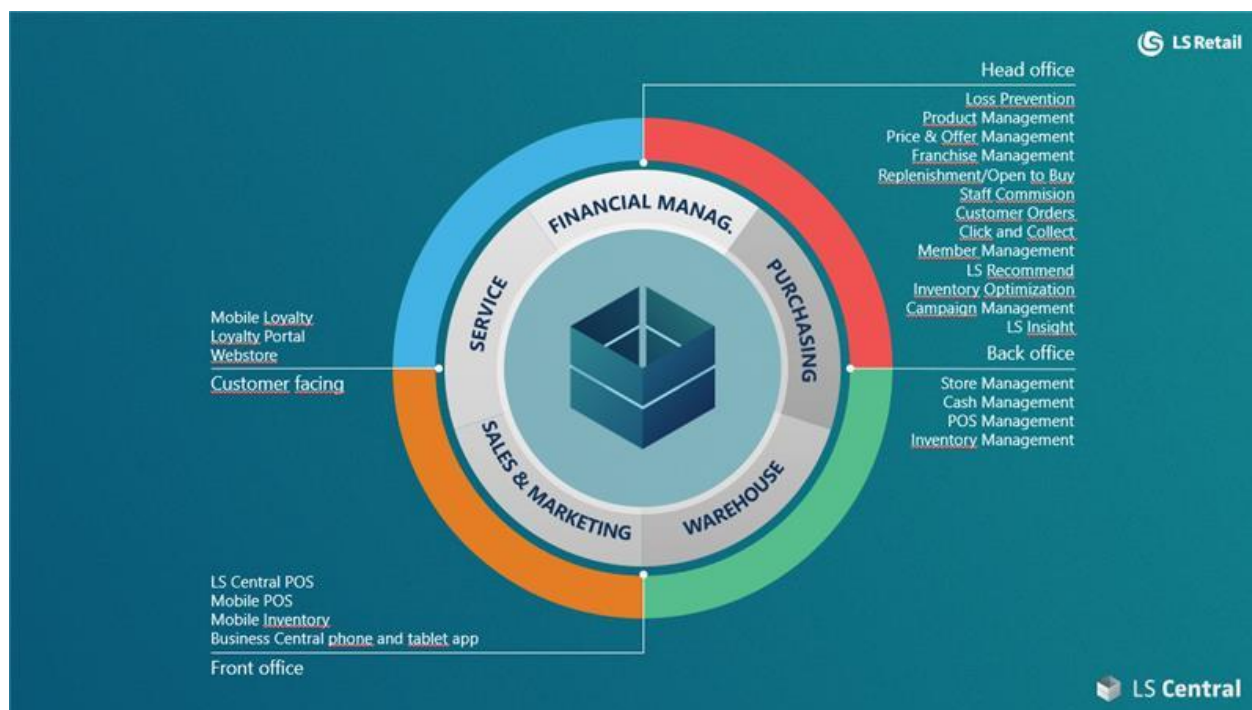 LS Retail
Head office
Loss Prevention
Product Management
Price & Offer Management
Franchise Management
Replenishment/Open to Buy
Staff Commision
Customer Orders
Click and Collect
Member Management
LS Recommend
Inventory Optimization
Campaign Management
LS Insight
Back office
Store Management
Cash Management
POS Management
Inventory Management
FINANCIAL MANAG.
PURCHASING
WAREHOUSE
SALES & MARKETING
SERVICE
Mobile Loyalty
Loyalty Portal
Webstore
Customer facing
LS Central POS
Mobile POS
Mobile Inventory
Business Central phone and tablet app
Front office
LS Central